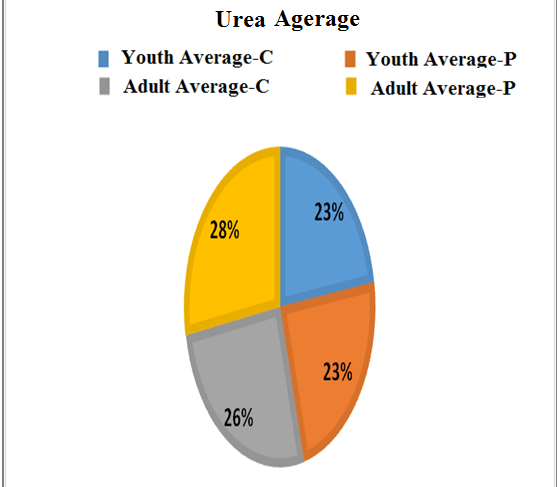 Urea Agerage
Youth Average-C
Youth Average-P
Adult Average-C
Adult Average-P
23%
28%
23%
26%